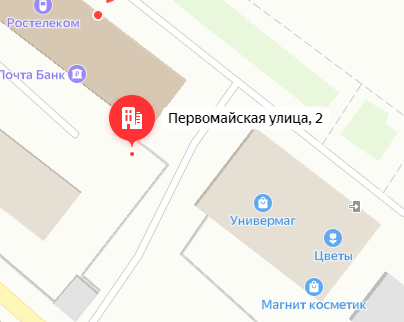 Ростелеком
Почта Банк
Первомайская улица, 2
Универмаг
Цветы
Магнит косметик